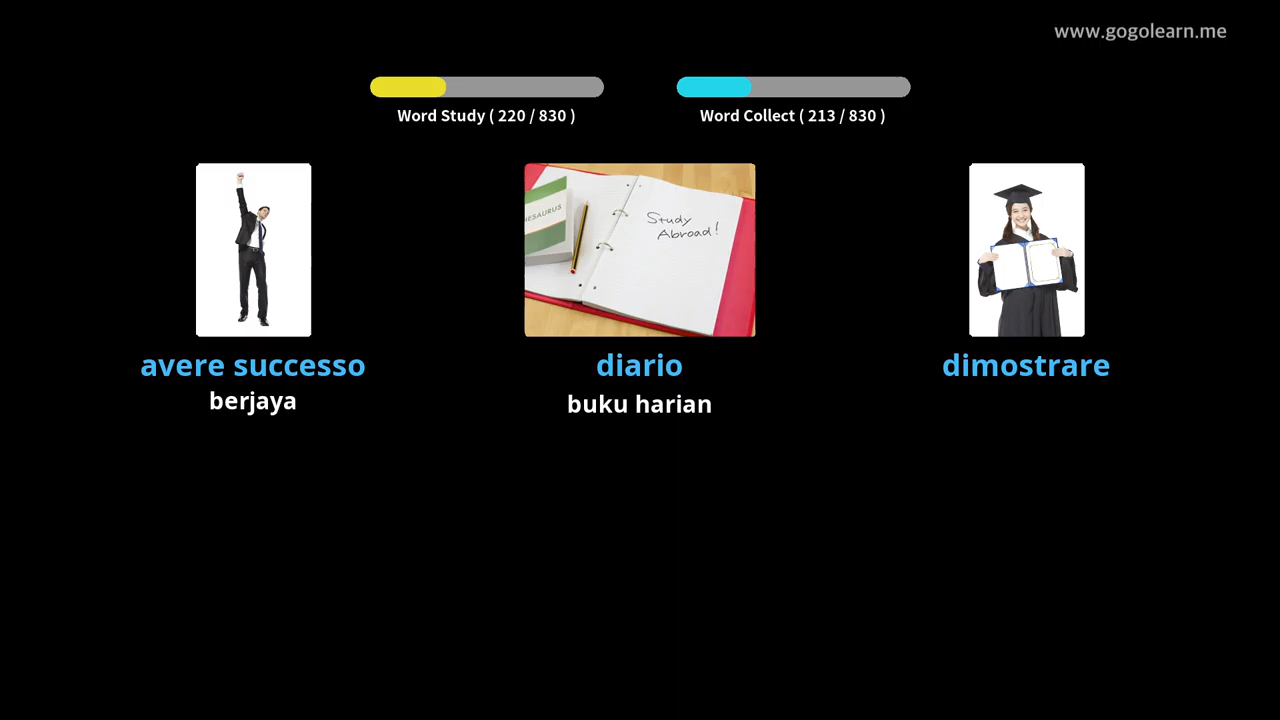 www.gogolearn.me
Word Study ( 220 / 830 )
Word Collect ( 213 / 830 )
HESAURUS
Study
Abroad!
avere successo
diario
dimostrare
berjaya
buku harian